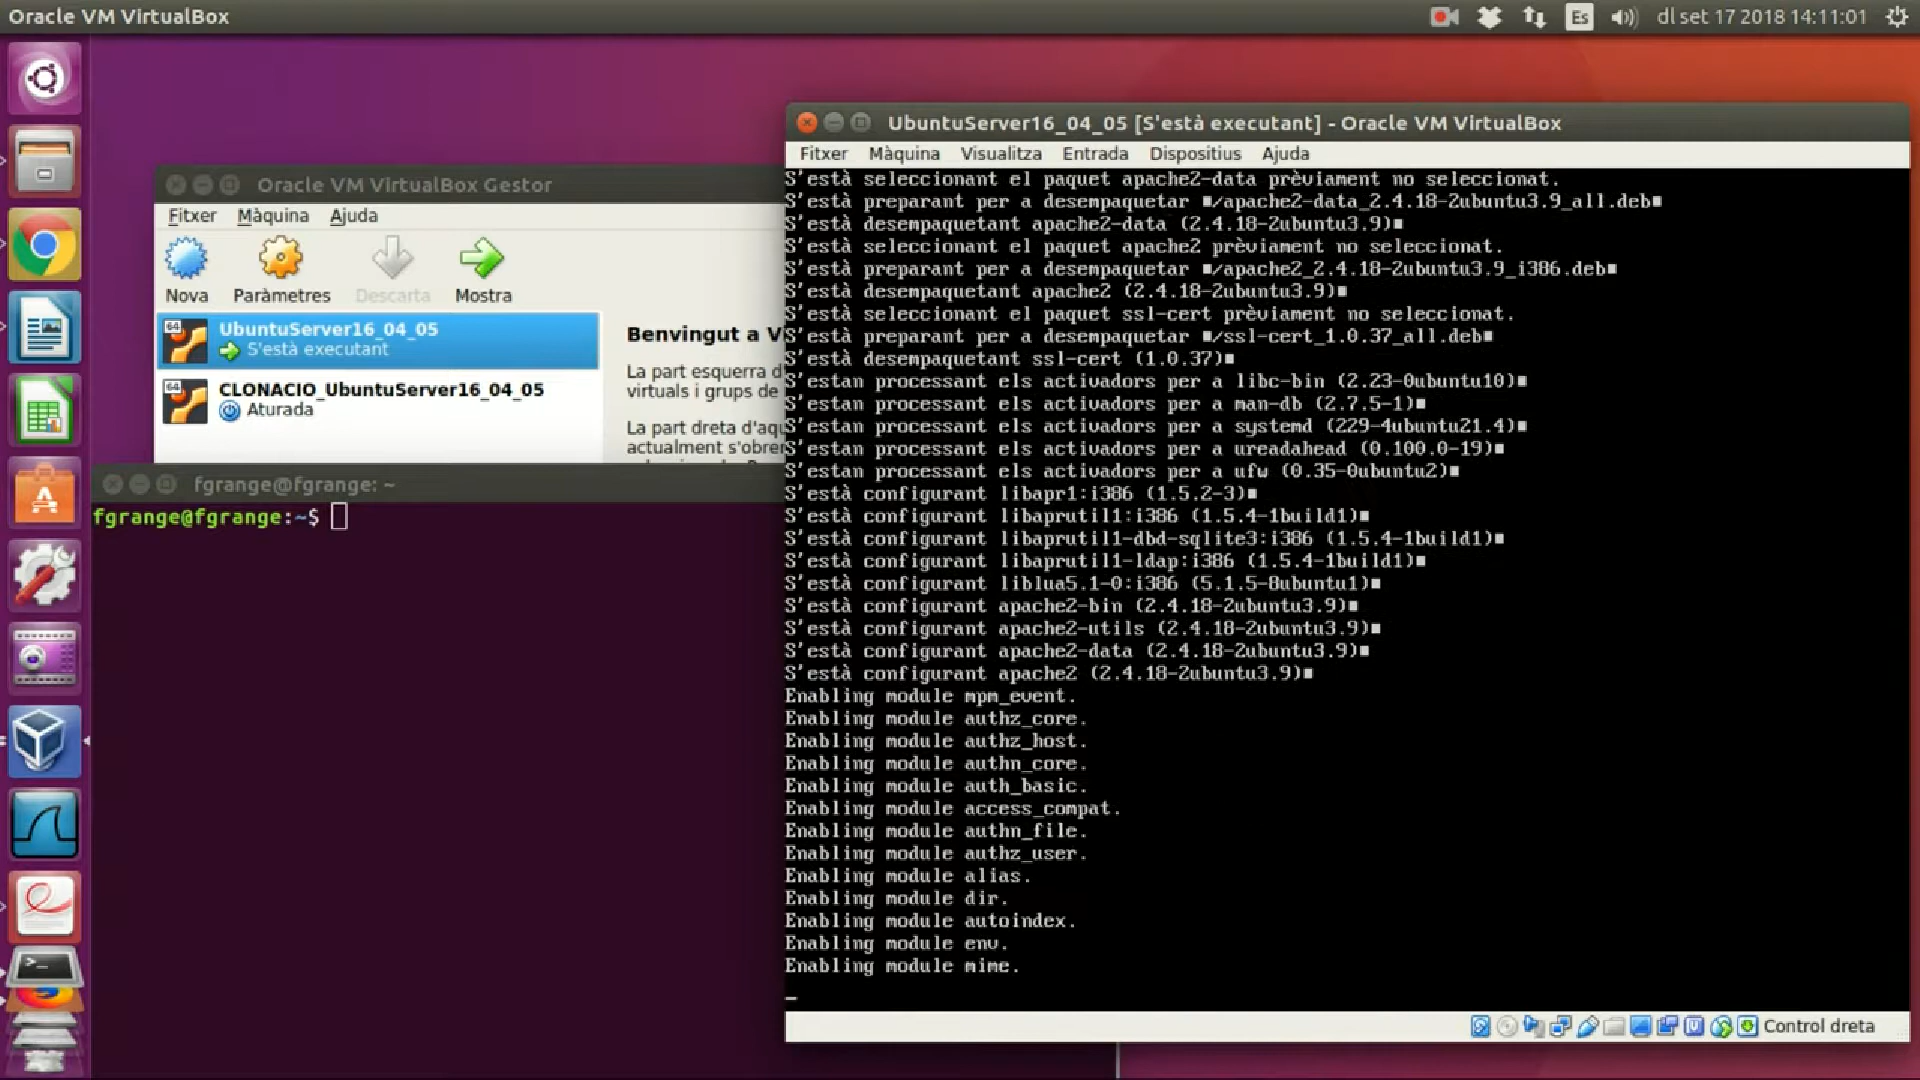 Oracle VM VirtualBox
Es
dl set 17 2018 14:11:01
Oracle VM VirtualBox Gestor
Fitxer Màquina Ajuda
Nova Paràmetres Descarta Mostra
64 UbuntuServer16_04_05
S'està executant
64 CLONACIO_UbuntuServer16_04_05
Aturada
Benvingut a V
La part esquerra d
virtuals i grups de
La part dreta d'aqu
actualment s'obrer
fgrange@fgrange: ~
fgrange@fgrange:~$
UbuntuServer16_04_05 [S'està executant] - Oracle VM VirtualBox
Fitxer Màquina Visualitza Entrada Dispositius Ajuda
S'està seleccionant el paquet apache2-data prèviament no seleccionat.
S'està preparant per a desempaquetar ■/apache2-data_2.4.18-2ubuntu3.9_all.deb■
S'està desempaquetant apache2-data (2.4.18-2ubuntu3.9)■
S'està seleccionant el paquet apache2 prèviament no seleccionat.
S'està preparant per a desempaquetar ■/apache2_2.4.18-2ubuntu3.9_i386.deb■
S'està desempaquetant apache2 (2.4.18-2ubuntu3.9)■
S'està seleccionant el paquet ssl-cert prèviament no seleccionat.
S'està preparant per a desempaquetar ■/ssl-cert_1.0.37_all.deb■
S'està desempaquetant ssl-cert (1.0.37)■
S'estan processant els activadors per a libc-bin (2.23-0ubuntu10)■
S'estan processant els activadors per a man-db (2.7.5-1)■
S'estan processant els activadors per a systemd (229-4ubuntu21.4)■
S'estan processant els activadors per a ureadahead (0.100.0-19)■
S'estan processant els activadors per a ufw (0.35-0ubuntu2)■
S'està configurant libapr1:i386 (1.5.2-3)■
S'està configurant libaprutil1:i386 (1.5.4-1build1)■
S'està configurant libaprutil1-dbd-sqlite3:i386 (1.5.4-1build1)■
S'està configurant libaprutil1-ldap:i386 (1.5.4-1build1)■
S'està configurant liblua5.1-0:i386 (5.1.5-8ubuntu1)■
S'està configurant apache2-bin (2.4.18-2ubuntu3.9)■
S'està configurant apache2-utils (2.4.18-2ubuntu3.9)■
S'està configurant apache2-data (2.4.18-2ubuntu3.9)■
S'està configurant apache2 (2.4.18-2ubuntu3.9)■
Enabling module mpm_event.
Enabling module authz_core.
Enabling module authz_host.
Enabling module authn_core.
Enabling module auth_basic.
Enabling module access_compat.
Enabling module authn_file.
Enabling module authz_user.
Enabling module alias.
Enabling module dir.
Enabling module autoindex.
Enabling module env.
Enabling module mime.
Control dreta